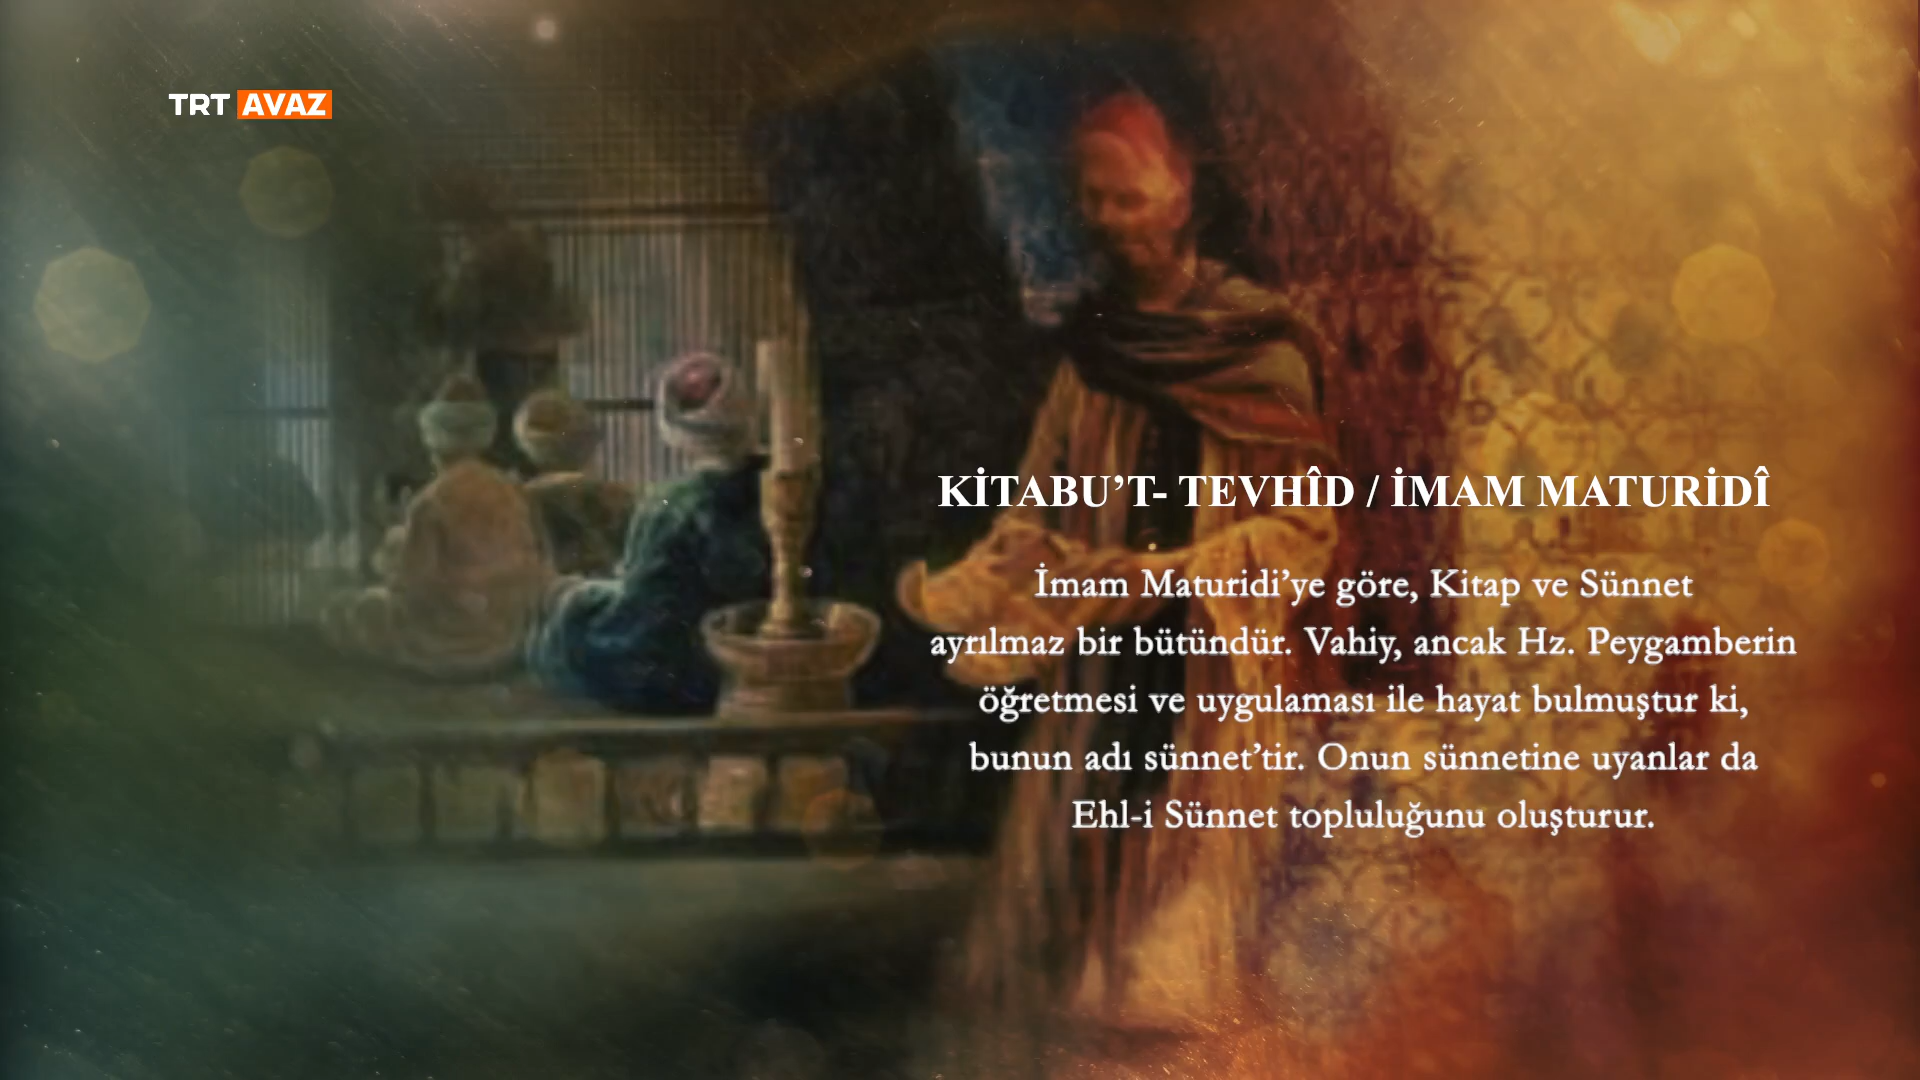 TRT AVAZ
KİTABU’T- TEVHÎD / İMAM MATURİDÎ
İmam Maturidi’ye göre, Kitap ve Sünnet
ayrılmaz bir bütündür. Vahiy, ancak Hz. Peygamberin
öğretmesi ve uygulaması ile hayat bulmuştur ki,
bunun adı sünnet’tir. Onun sünnetine uyanlar da
Ehl-i Sünnet topluluğunu oluşturur.